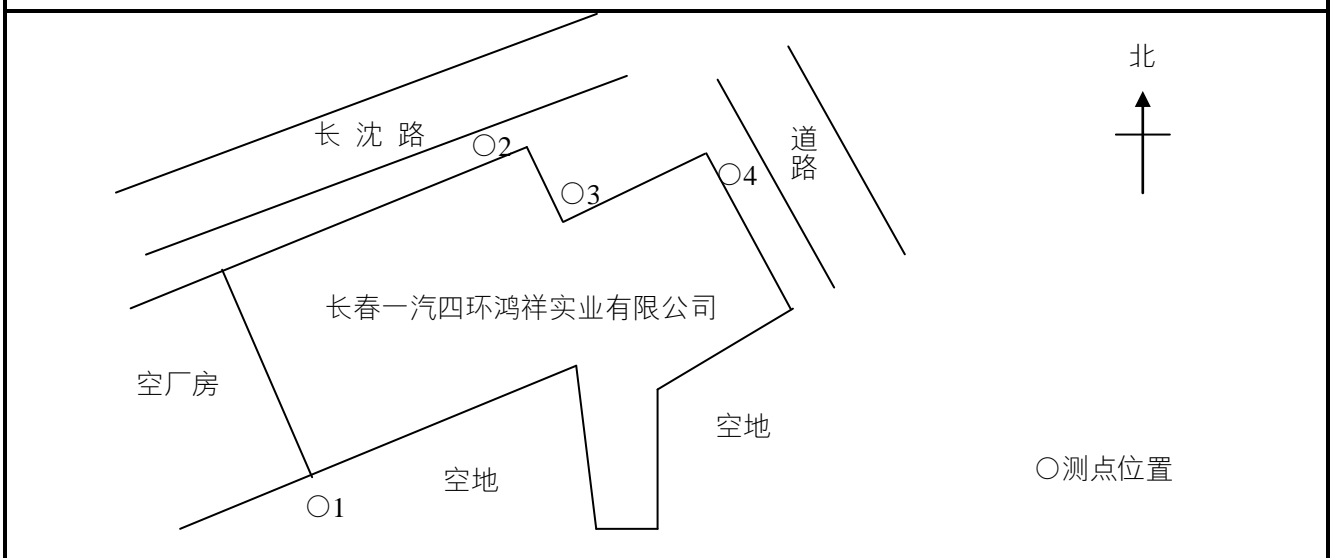 北
长 沈 路
道路
○2
○3
○4
长春一汽四环鸿祥实业有限公司
空厂房
空地
空地
○测点位置
○1